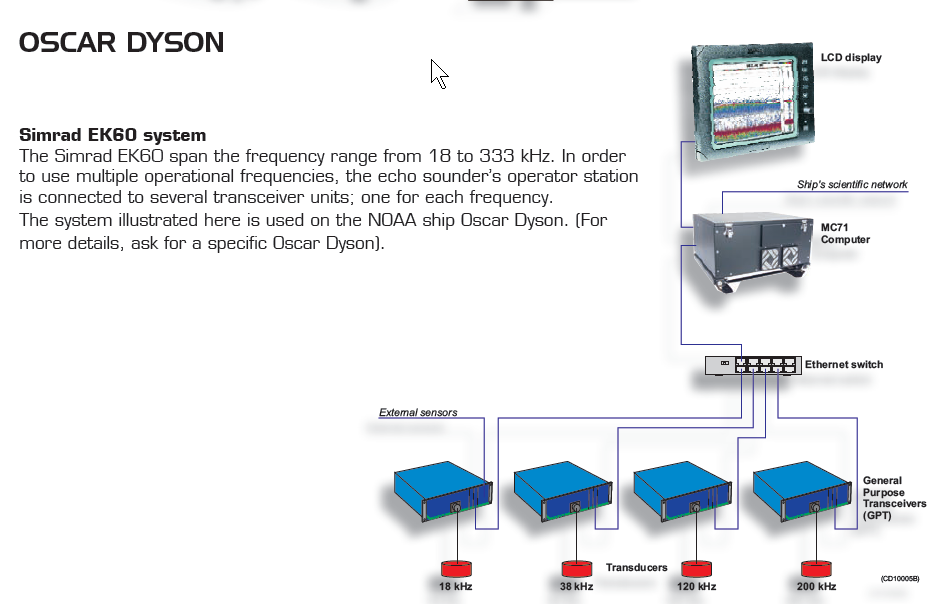 OSCAR DYSON
LCD display
Simrad EK60 system
The Simrad EK60 span the frequency range from 18 to 333 kHz. In order
to use multiple operational frequencies, the echo sounder's operator station
is connected to several transceiver units; one for each frequency.
The system illustrated here is used on the NOAA ship Oscar Dyson. (For
more details, ask for a specific Oscar Dyson).
Ship's scientific network
MC71
Computer
Ethernet switch
External sensors
General
Purpose
Transceivers
(GPT)
Transducers
18 kHz
38 kHz
120 kHz
200 kHz
(CD10005B)